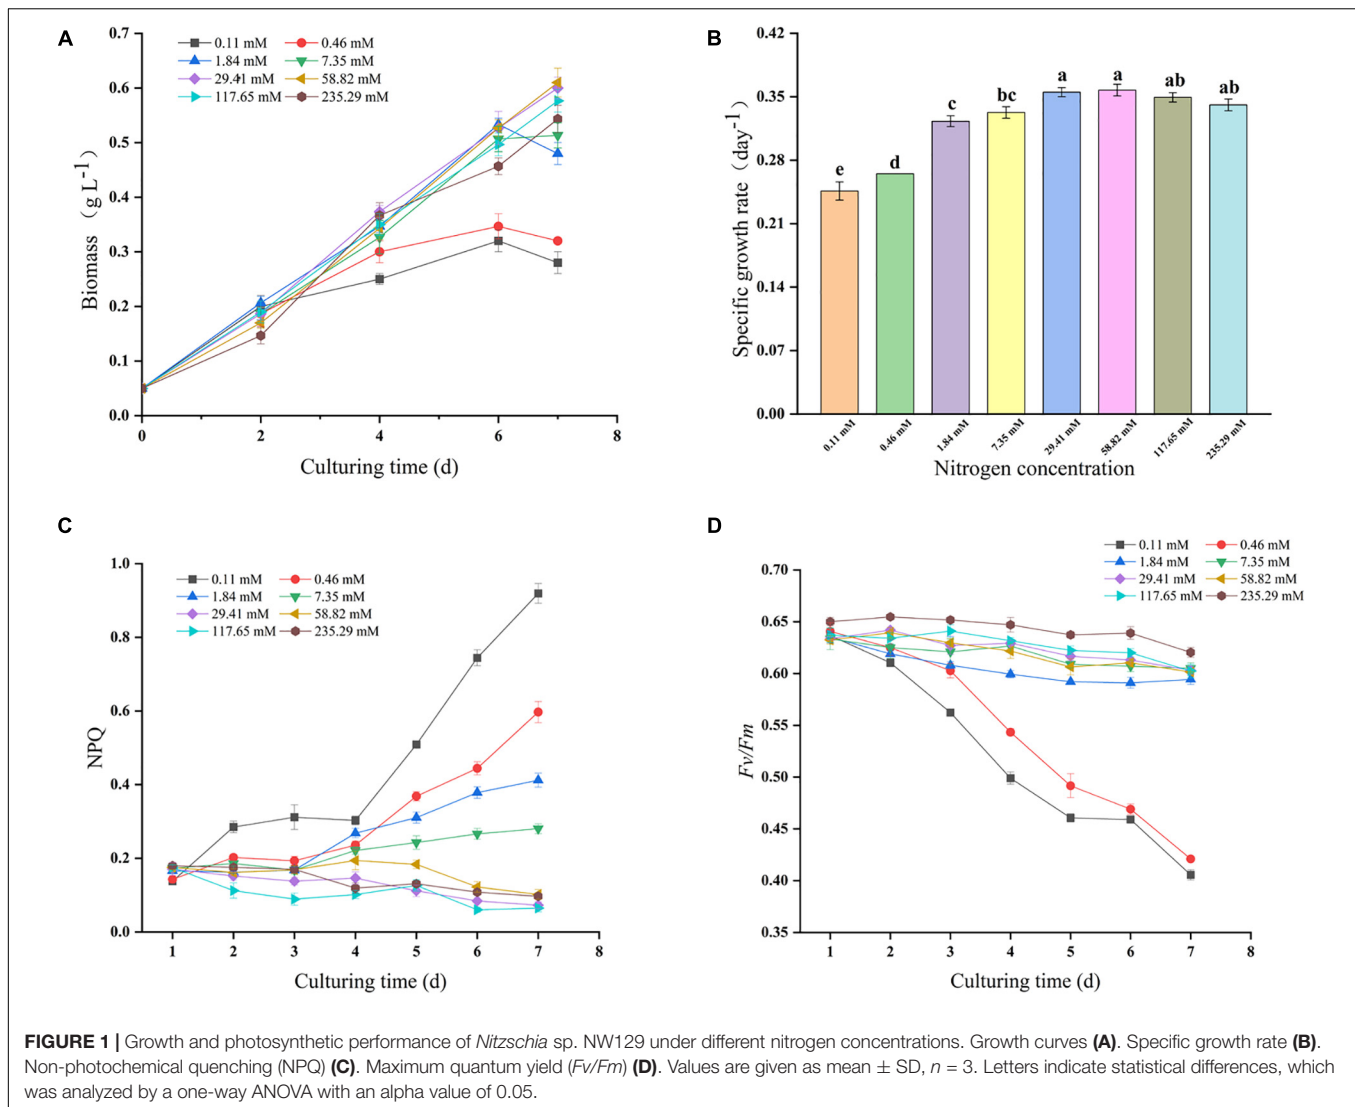 A
0.11 mM 0.46 mM
1.84 mM 7.35 mM
29.41 mM 58.82 mM
117.65 mM 235.29 mM
0.7
0.6
0.5
0.4
0.3
0.2
0.1
0.0
Biomass （g L-1）
0 2 4 6 8
Culturing time (d)
B
0.42
0.35
0.28
0.21
0.14
0.07
0.00
Specific growth rate（day-1）
e d c bc a a ab ab
0.11 mM 0.46 mM 1.84 mM 7.35 mM 29.41 mM 58.82 mM 117.65 mM 235.29 mM
Nitrogen concentration
C
0.11 mM 0.46 mM
1.84 mM 7.35 mM
29.41 mM 58.82 mM
117.65 mM 235.29 mM
1.0
0.8
0.6
0.4
0.2
0.0
NPQ
1 2 3 4 5 6 7 8
Culturing time (d)
D
0.11 mM 0.46 mM
1.84 mM 7.35 mM
29.41 mM 58.82 mM
117.65 mM 235.29 mM
0.70
0.65
0.60
0.55
0.50
0.45
0.40
0.35
Fv/Fm
1 2 3 4 5 6 7 8
Culturing time (d)
FIGURE 1 | Growth and photosynthetic performance of Nitzschia sp. NW129 under different nitrogen concentrations. Growth curves (A). Specific growth rate (B).
Non-photochemical quenching (NPQ) (C). Maximum quantum yield (Fv/Fm) (D). Values are given as mean ± SD, n = 3. Letters indicate statistical differences, which
was analyzed by a one-way ANOVA with an alpha value of 0.05.